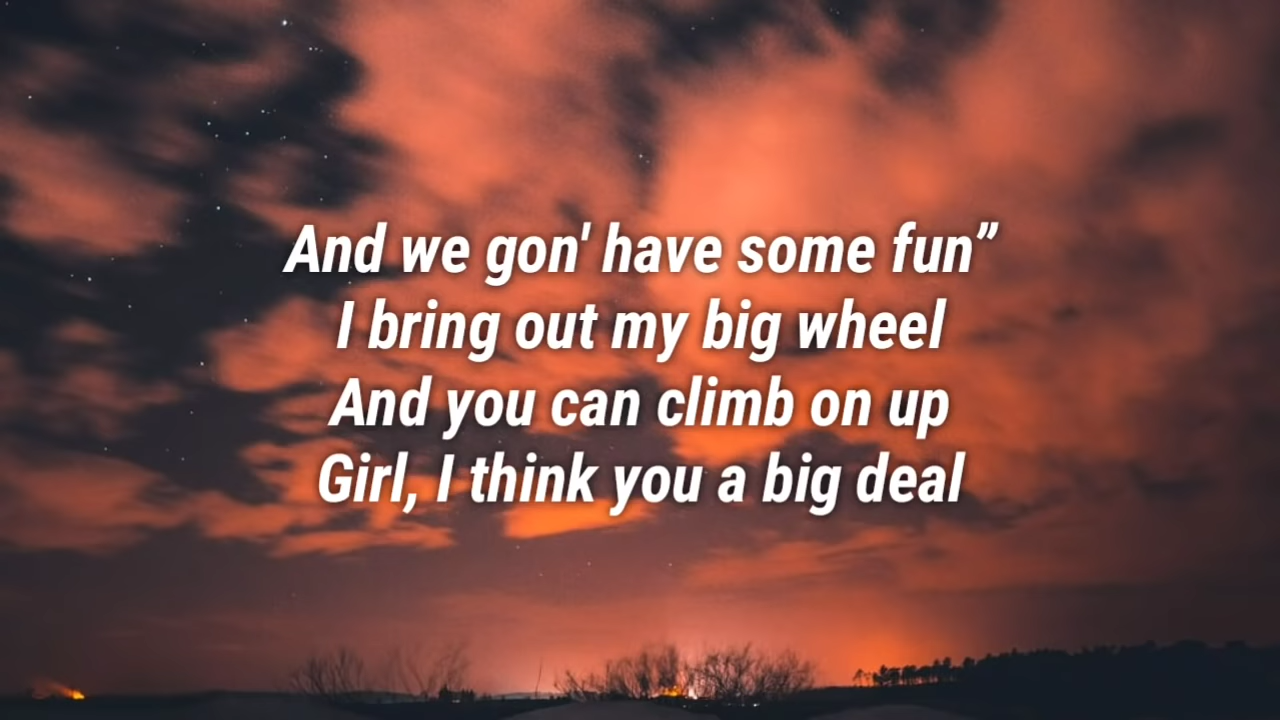 And we gon' have some fun”
I bring out my big wheel
And you can climb on up
Girl, I think you a big deal